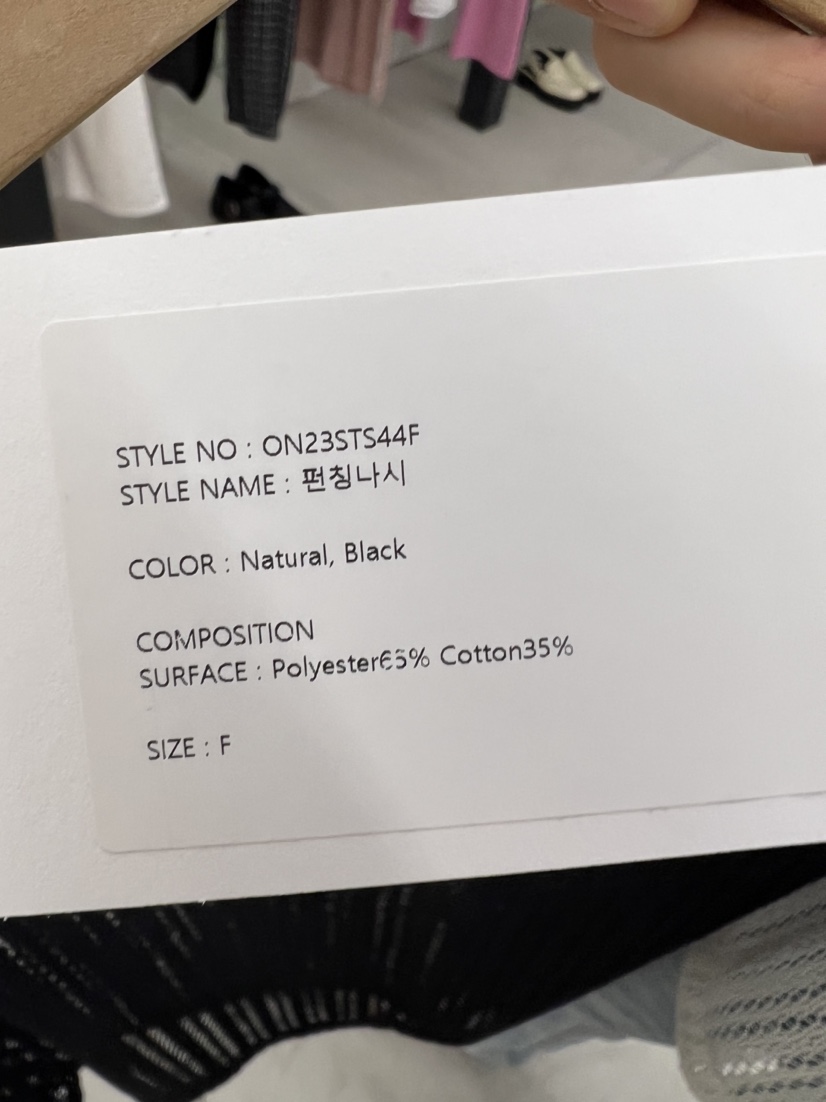 STYLE NO : ON23STS44F
STYLE NAME : 펀칭나시
COLOR : Natural, Black
COMPOSITION
SURFACE : Polyester65% Cotton35%
SIZE : F